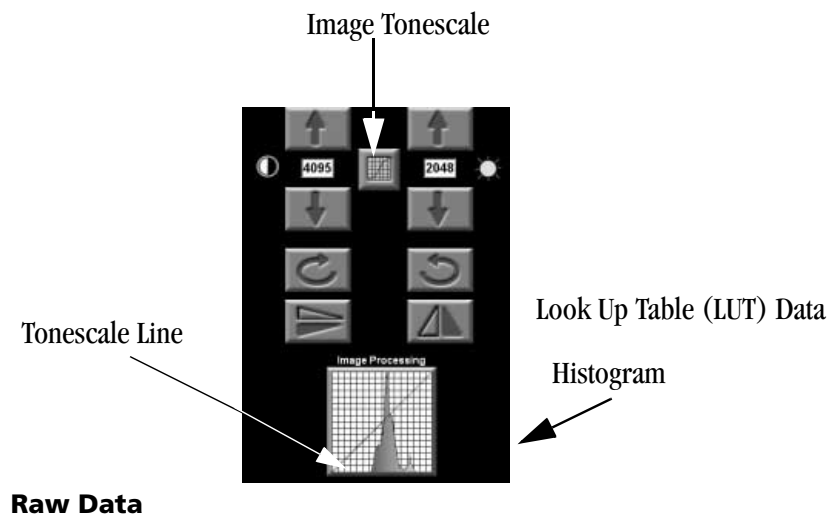 Image Tonescale
4095
2048
Look Up Table (LUT) Data
Tonescale Line
Image Processing
Histogram
Raw Data